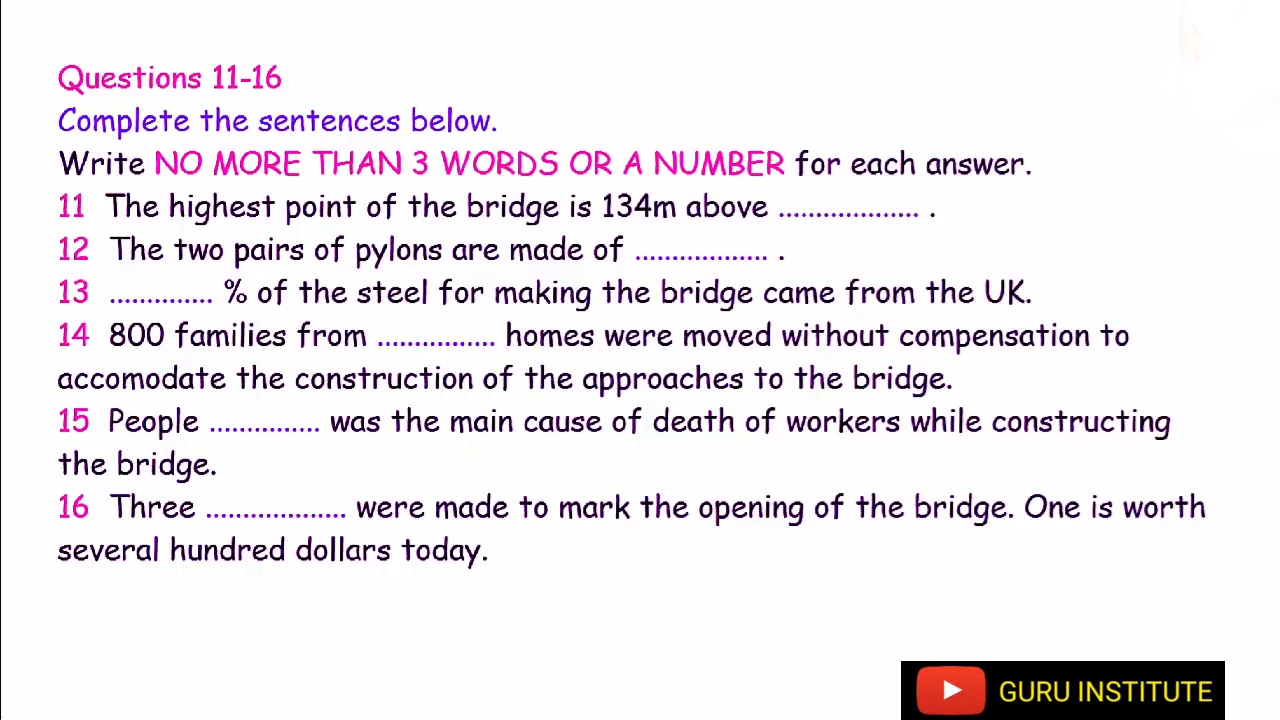 Questions 11-16
Complete the sentences below.
Write NO MORE THAN 3 WORDS OR A NUMBER for each answer.
11 The highest point of the bridge is 134m above ................... .
12 The two pairs of pylons are made of .................. .
13 .............. % of the steel for making the bridge came from the UK.
14 800 families from ................ homes were moved without compensation to
accomodate the construction of the approaches to the bridge.
15 People ............... was the main cause of death of workers while constructing
the bridge.
16 Three ................... were made to mark the opening of the bridge. One is worth
several hundred dollars today.
GURU INSTITUTE